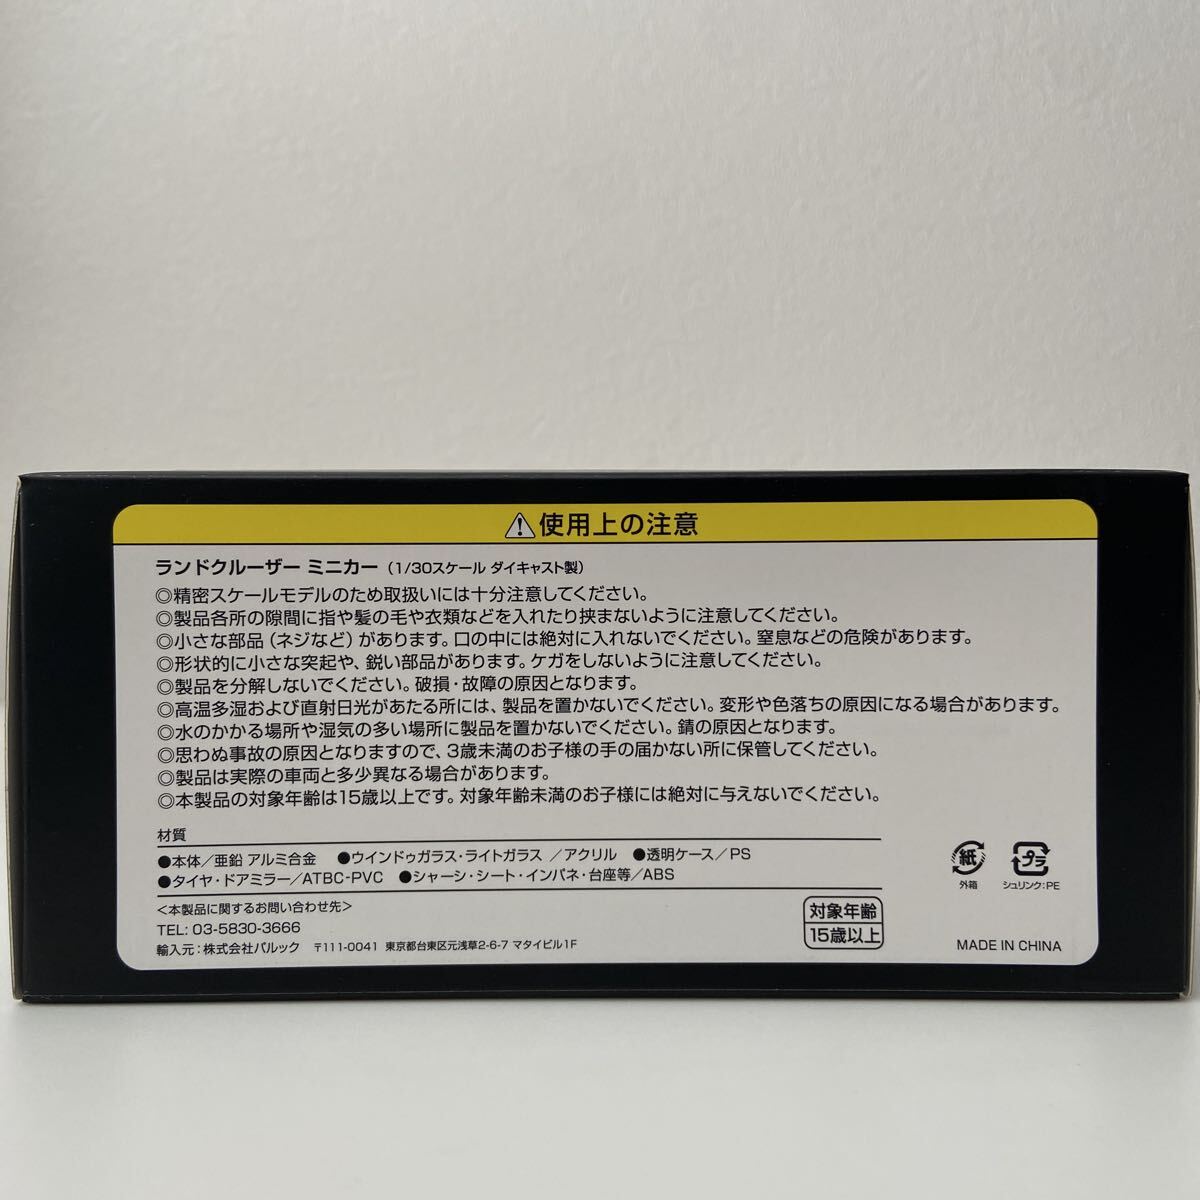 ⚠使用上の注意
ランドクルーザー ミニカー（1/30スケール ダイキャスト製）
◎精密スケールモデルのため取扱いには十分注意してください。
◎製品各所の隙間に指や髪の毛や衣類などを入れたり挟まないように注意してください。
◎小さな部品（ネジなど）があります。口の中には絶対に入れないでください。窒息などの危険があります。
◎形状的に小さな突起や、鋭い部品があります。ケガをしないように注意してください。
◎製品を分解しないでください。破損・故障の原因となります。
◎高温多湿および直射日光があたる所には、製品を置かないでください。変形や色落ちの原因になる場合があります。
◎水のかかる場所や湿気の多い場所に製品を置かないでください。錆の原因となります。
◎思わぬ事故の原因となりますので、3歳未満のお子様の手の届かない所に保管してください。
◎製品は実際の車両と多少異なる場合があります。
◎本製品の対象年齢は15歳以上です。対象年齢未満のお子様には絶対に与えないでください。
材質
●本体／亜鉛 アルミ合金 ●ウインドゥガラス・ライトガラス ／アクリル ●透明ケース／PS
●タイヤ・ドアミラー／ATBC-PVC ●シャーシ・シート・インパネ・台座等／ABS
＜本製品に関するお問い合わせ先＞
TEL: 03-5830-3666
輸入元：株式会社バルック 〒111-0041 東京都台東区元浅草2-6-7 マタイビル1F
対象年齢
15歳以上
紙
外箱
プラ
シュリンク：PE
MADE IN CHINA